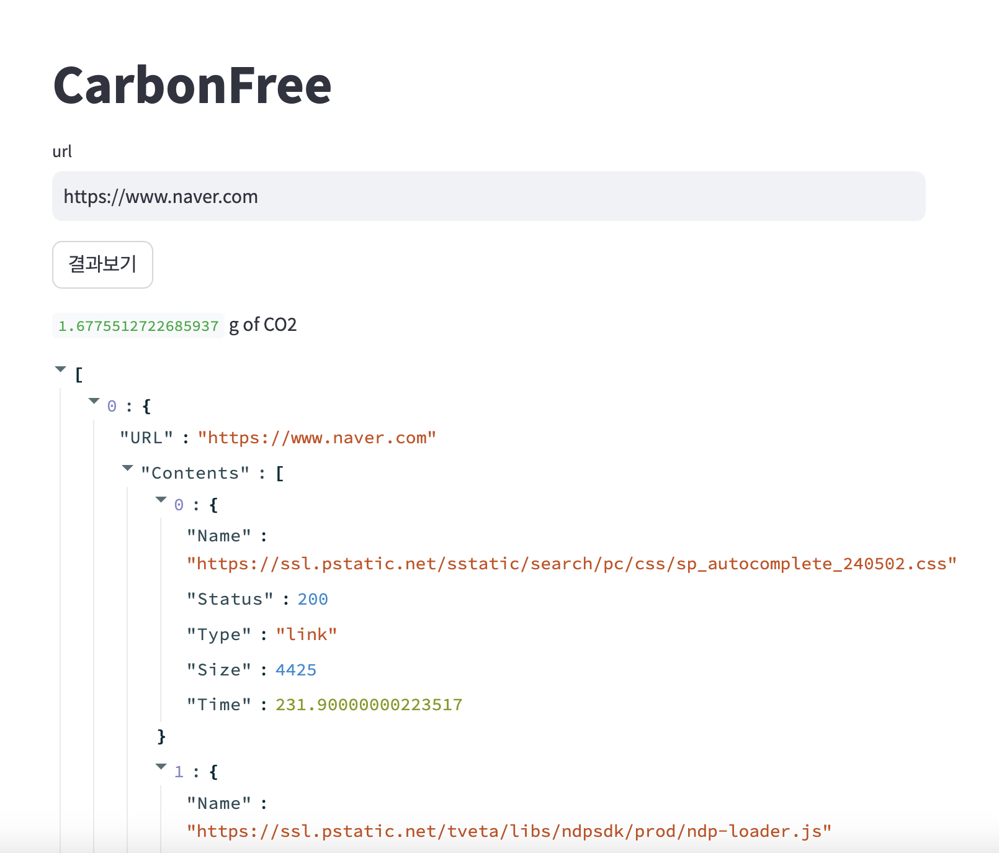 CarbonFree
url
https://www.naver.com
결과보기
1.6775512722685937 g of CO2
[
0 : {
"URL" : "https://www.naver.com"
"Contents" : [
0 : {
"Name" :
"https://ssl.pstatic.net/sstatic/search/pc/css/sp_autocomplete_240502.css"
"Status" : 200
"Type" : "link"
"Size" : 4425
"Time" : 231.90000000223517
}
1 : {
"Name" :
"https://ssl.pstatic.net/tveta/libs/ndpsdk/prod/ndp-loader.js"